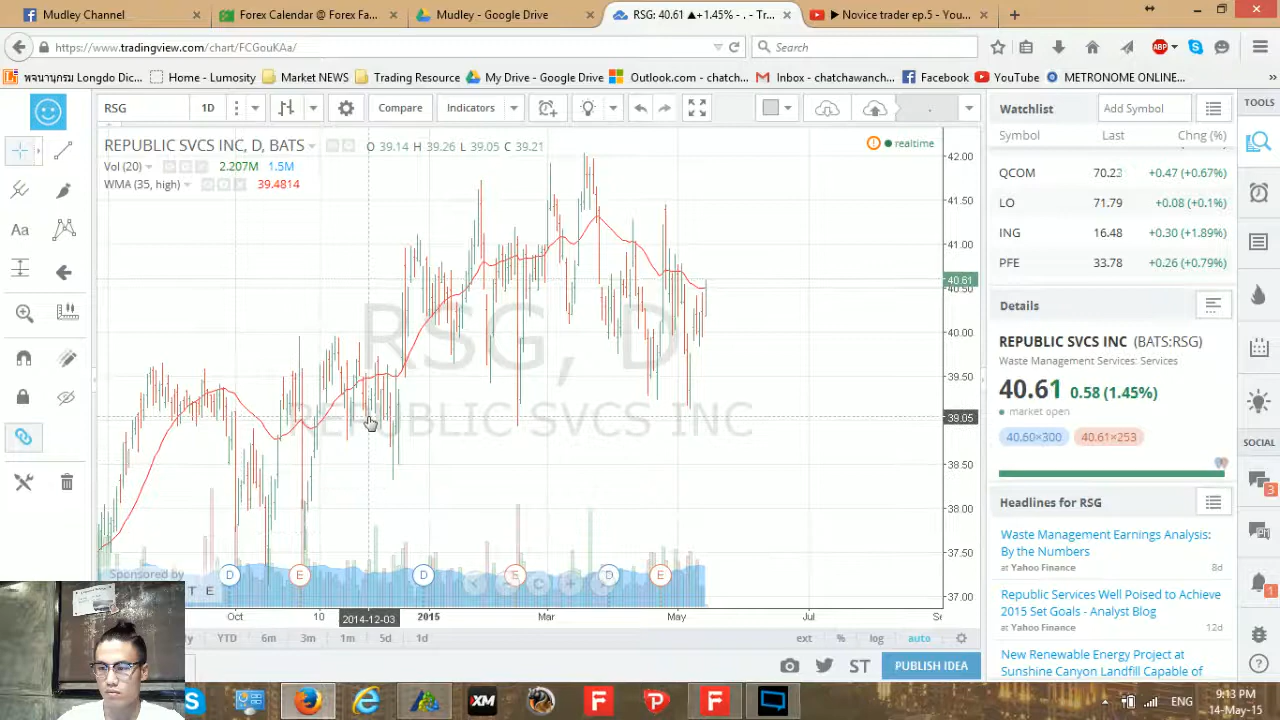 Mudley Channel
Forex Calendar @ Forex Fa...
Mudley - Google Drive
RSG: 40.61 ▲+1.45% - . - Tr...
▶ Novice trader ep.5 - You...
https://www.tradingview.com/chart/FCGouKAa/
Search
พจนานุกรม Longdo Dic...
Home - Lumosity
Market NEWS
Trading Resource
My Drive - Google Drive
Outlook.com - chatch...
Inbox - chatchawanch...
Facebook
YouTube
METRONOME ONLINE...
RSG
1D
Compare
Indicators
Watchlist
Add Symbol
TOOLS
Symbol Last Chng (%)
REPUBLIC SVCS INC, D, BATS
O 39.14 H 39.26 L 39.05 C 39.21
realtime
Vol (20) 2.207M 1.5M
WMA (35, high) 39.4814
QCOM 70.23 +0.47 (+0.67%)
LO 71.79 +0.08 (+0.1%)
ING 16.48 +0.30 (+1.89%)
PFE 33.78 +0.26 (+0.79%)
42.00
41.50
41.00
40.61
40.50
40.00
39.50
39.05
38.50
38.00
37.50
37.00
RSG, D
REPUBLIC SVCS INC
Details
REPUBLIC SVCS INC (BATS:RSG)
Waste Management Services: Services
40.61 0.58 (1.45%)
market open
40.60×300 40.61×253
SOCIAL
3
Headlines for RSG
Waste Management Earnings Analysis:
By the Numbers
at Yahoo Finance 8d
Republic Services Well Poised to Achieve
2015 Set Goals - Analyst Blog
at Yahoo Finance 12d
New Renewable Energy Project at
Sunshine Canyon Landfill Capable of
1
Sponsored by
D E D E D E
Oct 10 2014-12-03 2015 Mar May Jul Se
YTD 6m 3m 1m 5d 1d
ext % log auto
ST
PUBLISH IDEA
XM
ENG
9:13 PM
14-May-15